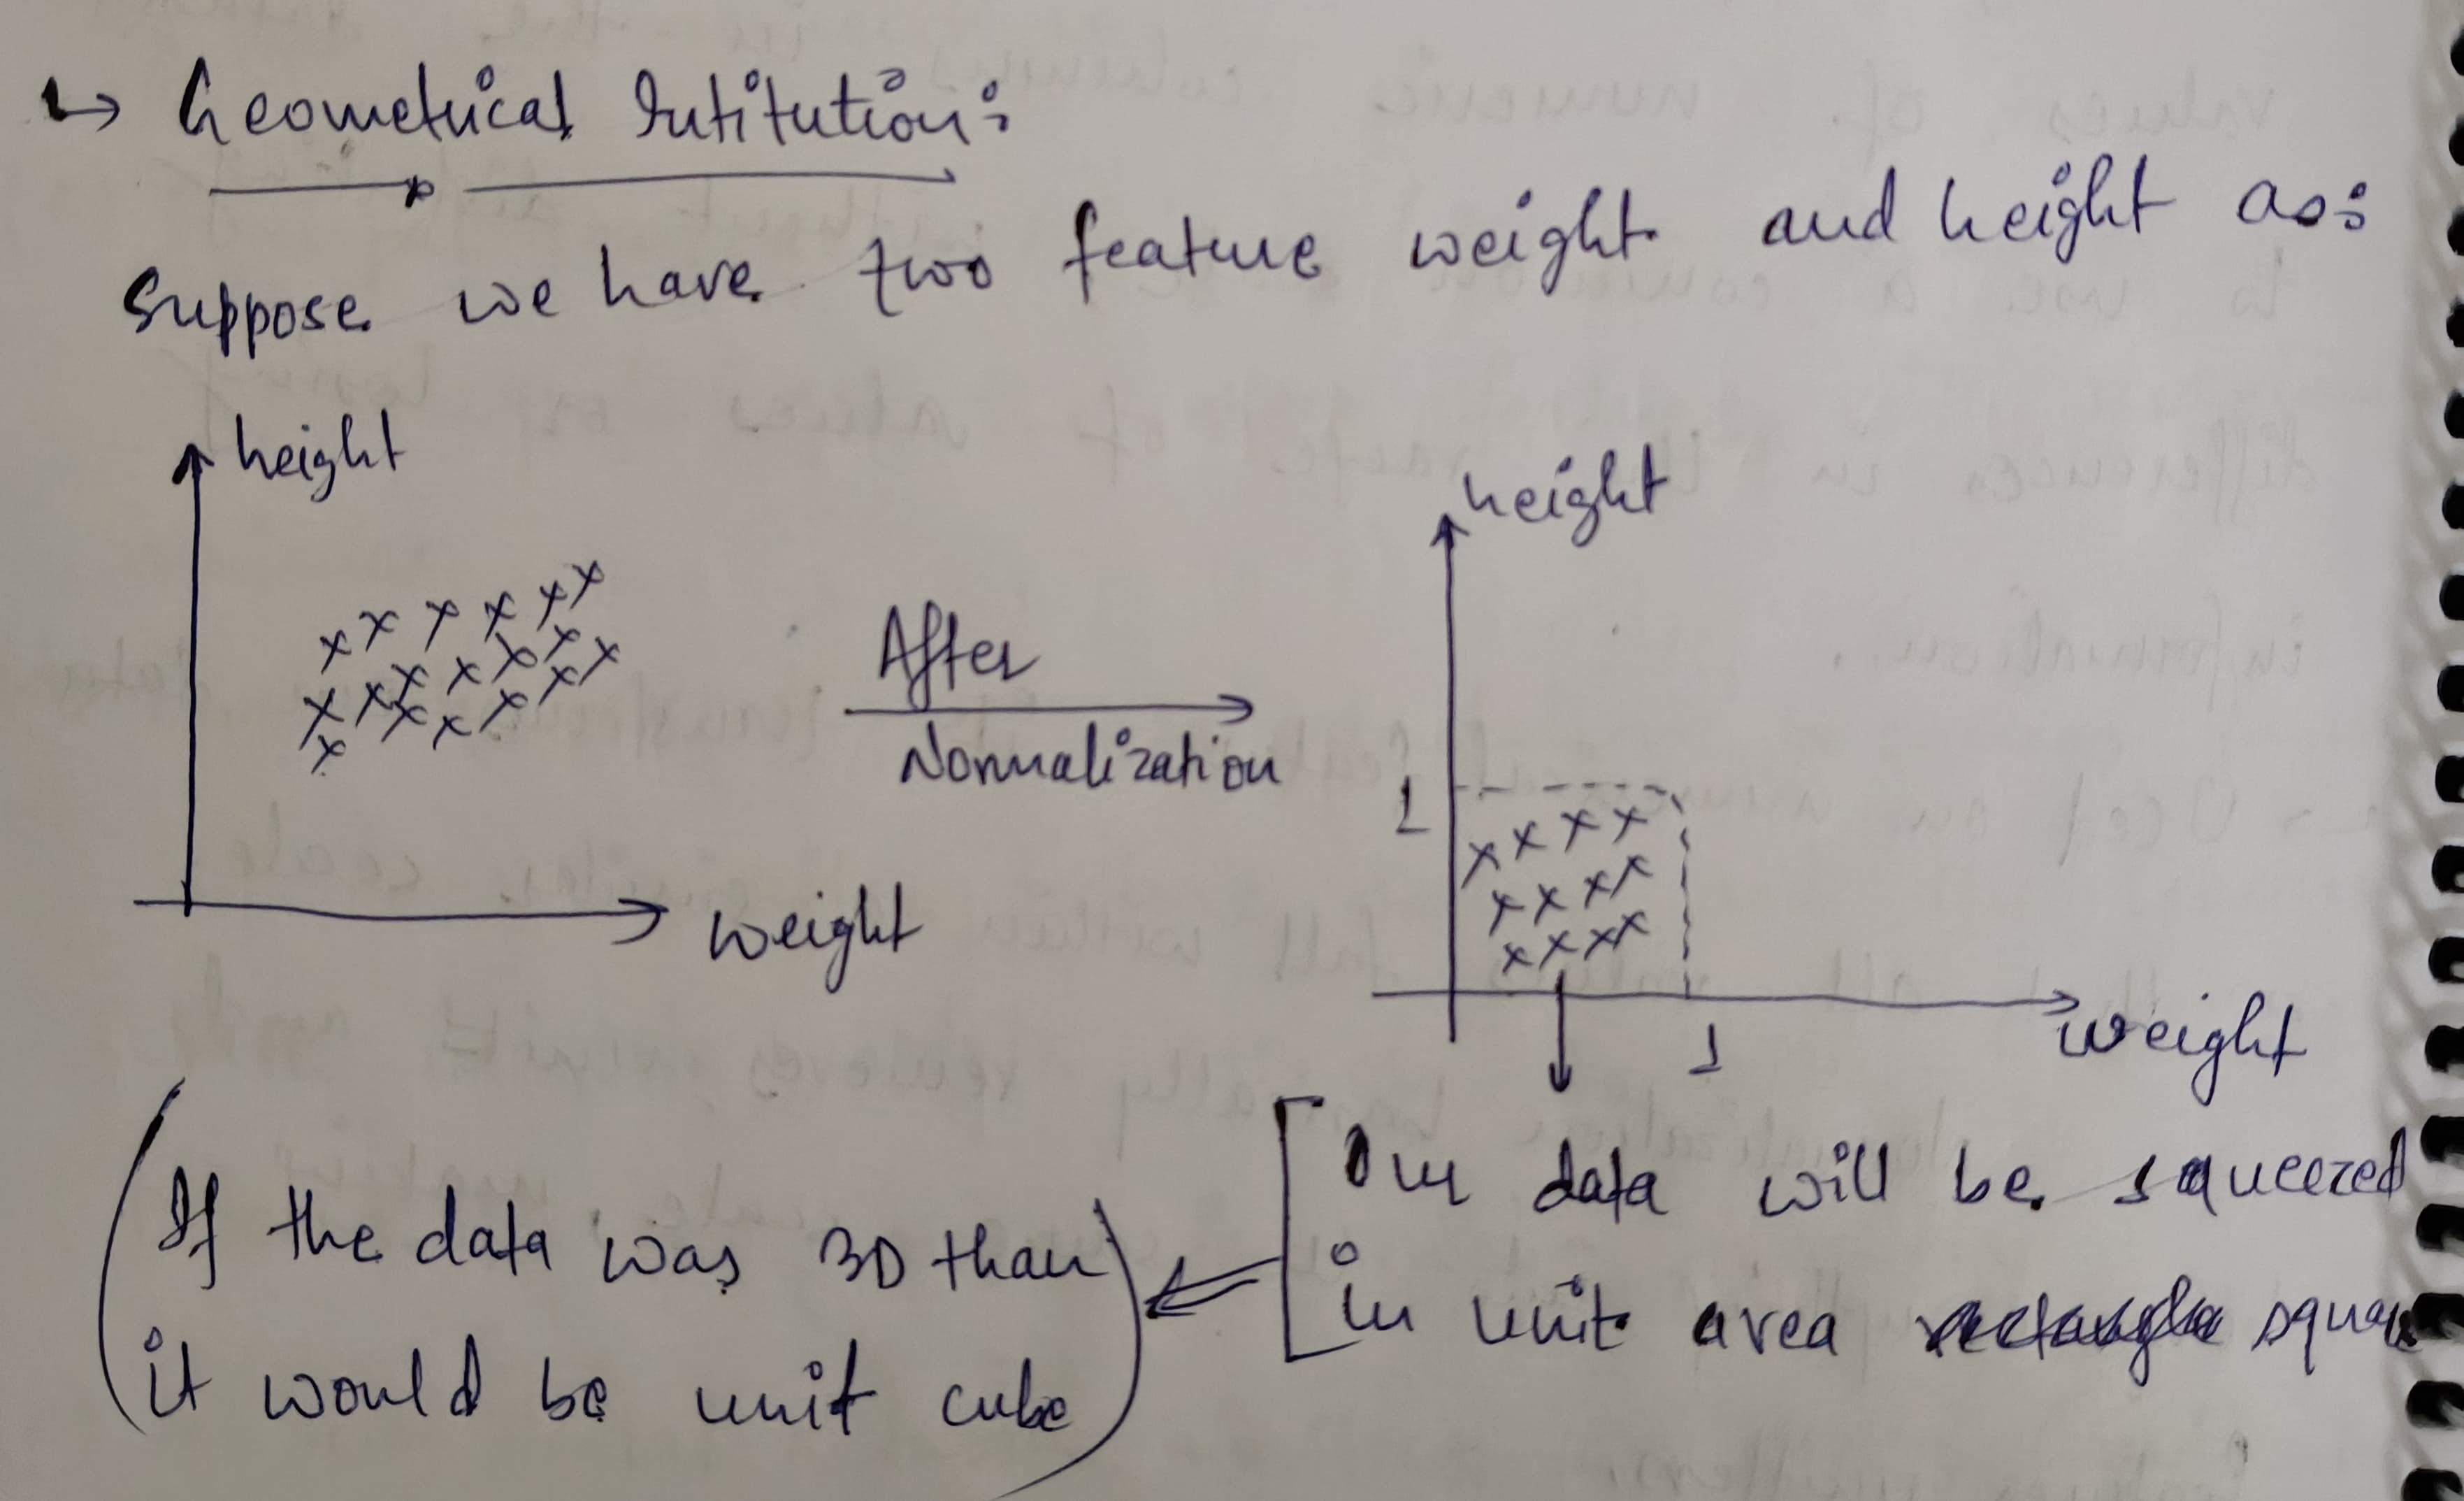 ↳ Geometrical Intitution:
Suppose we have two feature weight and height as:
height
weight
After
Normalization
height
1
1
weight
Our data will be squeezed
in unit area square
(If the data was 3D than
it would be unit cube)